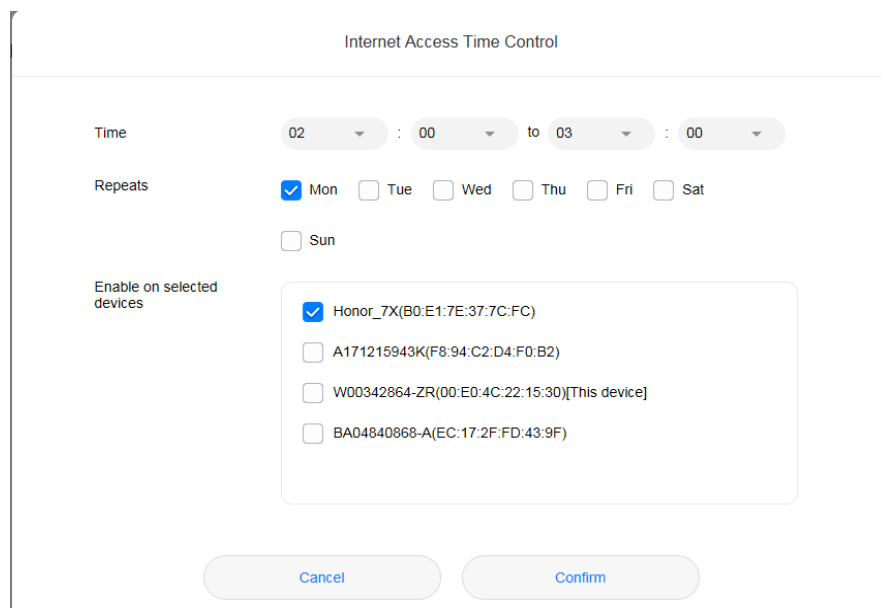 Internet Access Time Control
Time 02 : 00 to 03 : 00
Repeats Mon Tue Wed Thu Fri Sat
Sun
Enable on selected
devices
Honor_7X(B0:E1:7E:37:7C:FC)
A171215943K(F8:94:C2:D4:F0:B2)
W00342864-ZR(00:E0:4C:22:15:30)[This device]
BA04840868-A(EC:17:2F:FD:43:9F)
Cancel Confirm